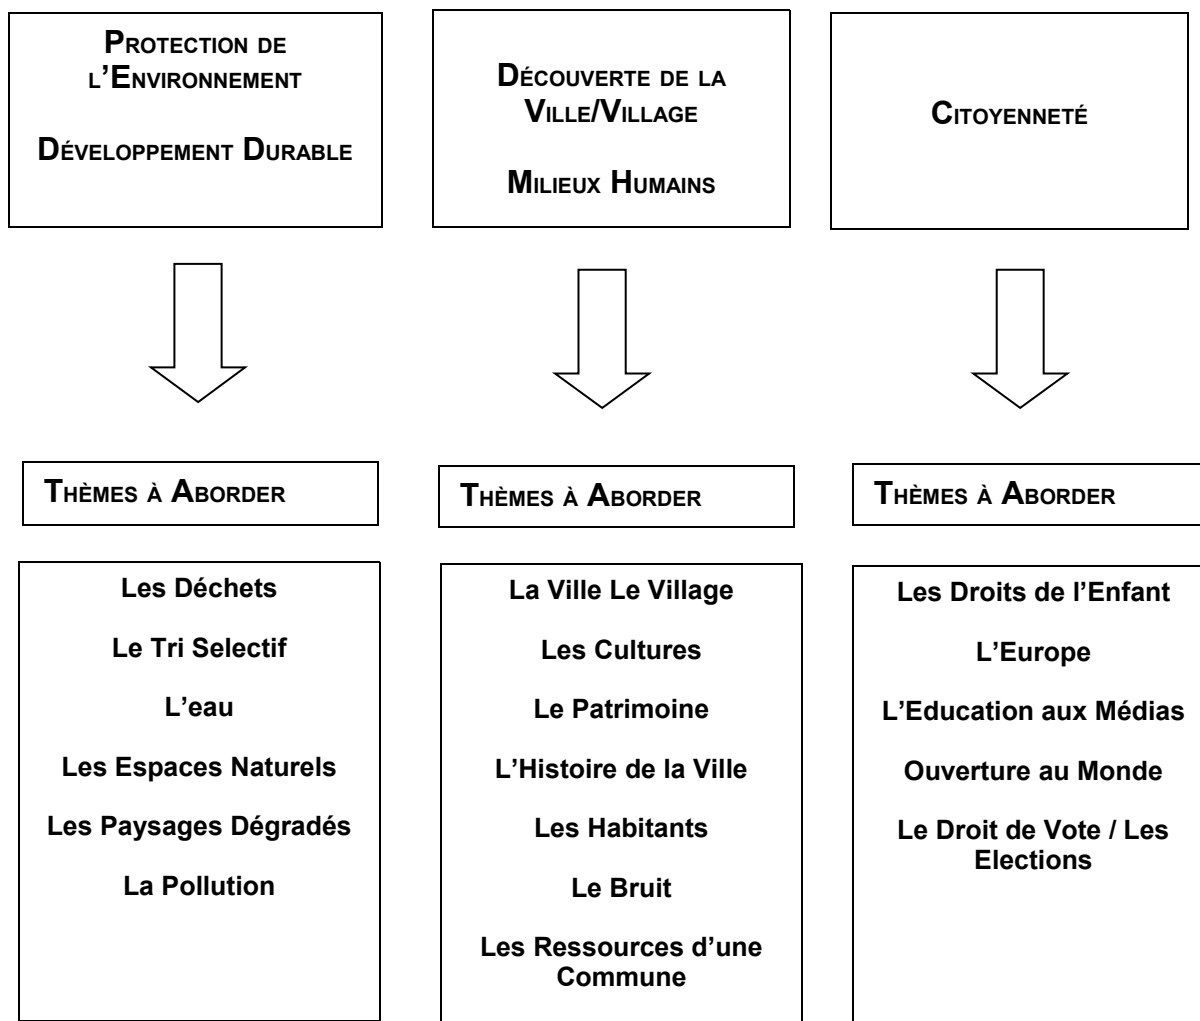 PROTECTION DE
L'ENVIRONNEMENT
DÉVELOPPEMENT DURABLE
DÉCOUVERTE DE LA
VILLE/VILLAGE
MILIEUX HUMAINS
CITOYENNETÉ
THÈMES À ABORDER
Les Déchets
Le Tri Selectif
L'eau
Les Espaces Naturels
Les Paysages Dégradés
La Pollution
THÈMES À ABORDER
La Ville Le Village
Les Cultures
Le Patrimoine
L'Histoire de la Ville
Les Habitants
Le Bruit
Les Ressources d'une
Commune
THÈMES À ABORDER
Les Droits de l'Enfant
L'Europe
L'Education aux Médias
Ouverture au Monde
Le Droit de Vote / Les
Elections